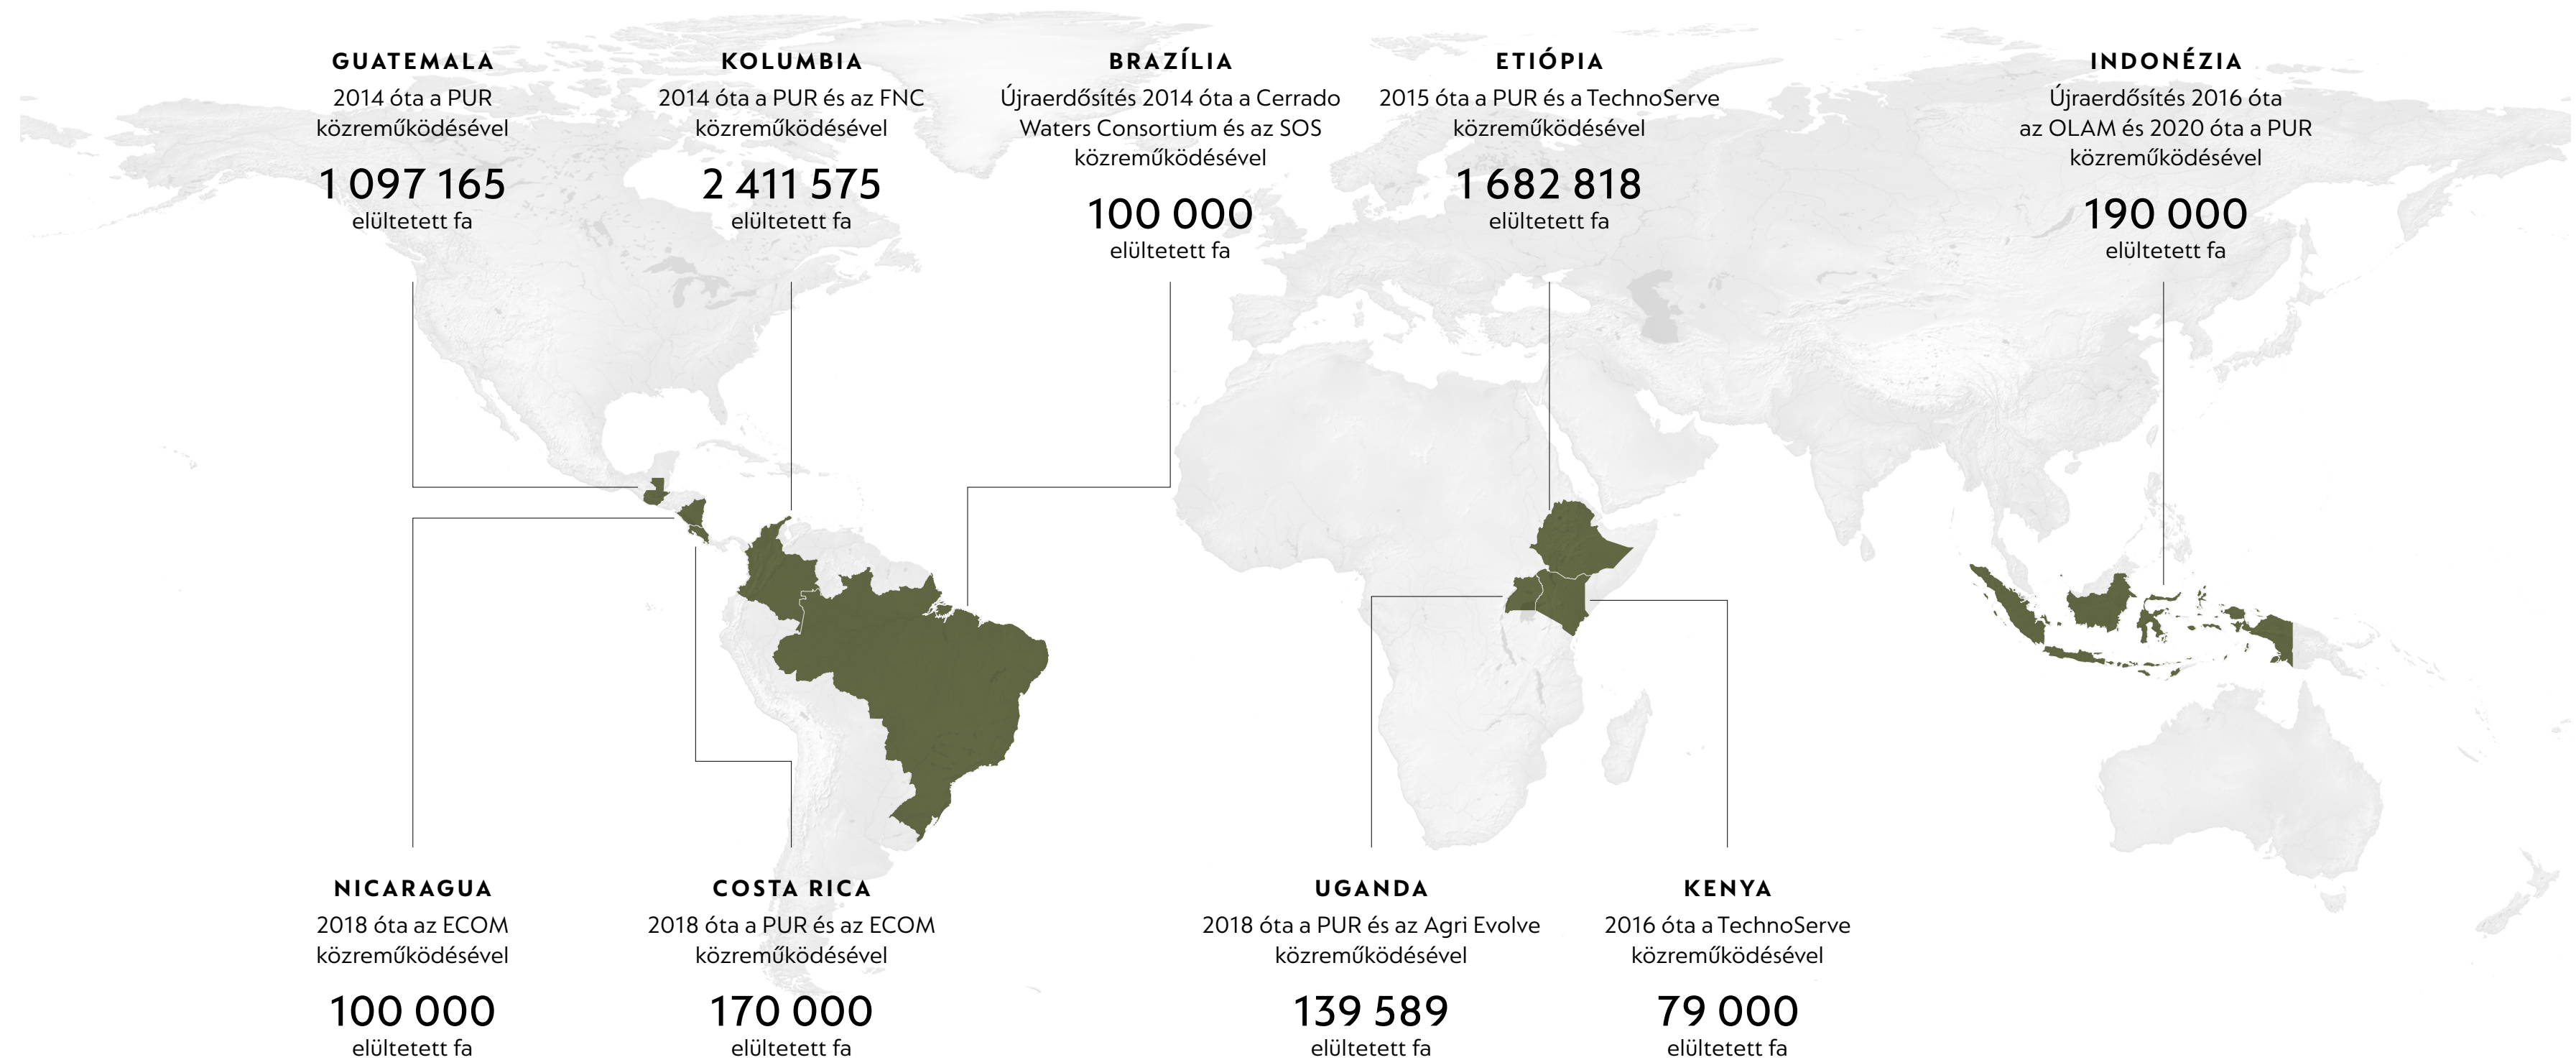 GUATEMALA
2014 óta a PUR
közreműködésével
1 097 165
elültetett fa
KOLUMBIA
2014 óta a PUR és az FNC
közreműködésével
2 411 575
elültetett fa
BRAZÍLIA
Újraerdősítés 2014 óta a Cerrado
Waters Consortium és az SOS
közreműködésével
100 000
elültetett fa
ETIÓPIA
2015 óta a PUR és a TechnoServe
közreműködésével
1 682 818
elültetett fa
INDONÉZIA
Újraerdősítés 2016 óta
az OLAM és 2020 óta a PUR
közreműködésével
190 000
elültetett fa
NICARAGUA
2018 óta az ECOM
közreműködésével
100 000
elültetett fa
COSTA RICA
2018 óta a PUR és az ECOM
közreműködésével
170 000
elültetett fa
UGANDA
2018 óta a PUR és az Agri Evolve
közreműködésével
139 589
elültetett fa
KENYA
2016 óta a TechnoServe
közreműködésével
79 000
elültetett fa